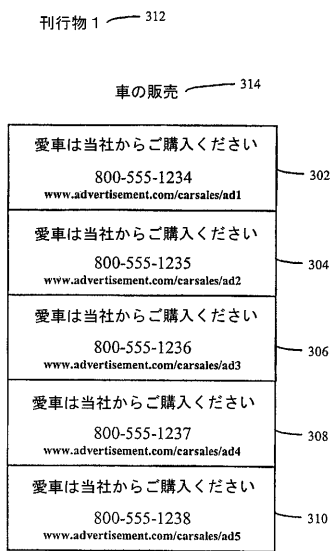 刊行物１ 312
車の販売 314
愛車は当社からご購入ください
800-555-1234
www.advertisement.com/carsales/ad1
302
愛車は当社からご購入ください
800-555-1235
www.advertisement.com/carsales/ad2
304
愛車は当社からご購入ください
800-555-1236
www.advertisement.com/carsales/ad3
306
愛車は当社からご購入ください
800-555-1237
www.advertisement.com/carsales/ad4
308
愛車は当社からご購入ください
800-555-1238
www.advertisement.com/carsales/ad5
310